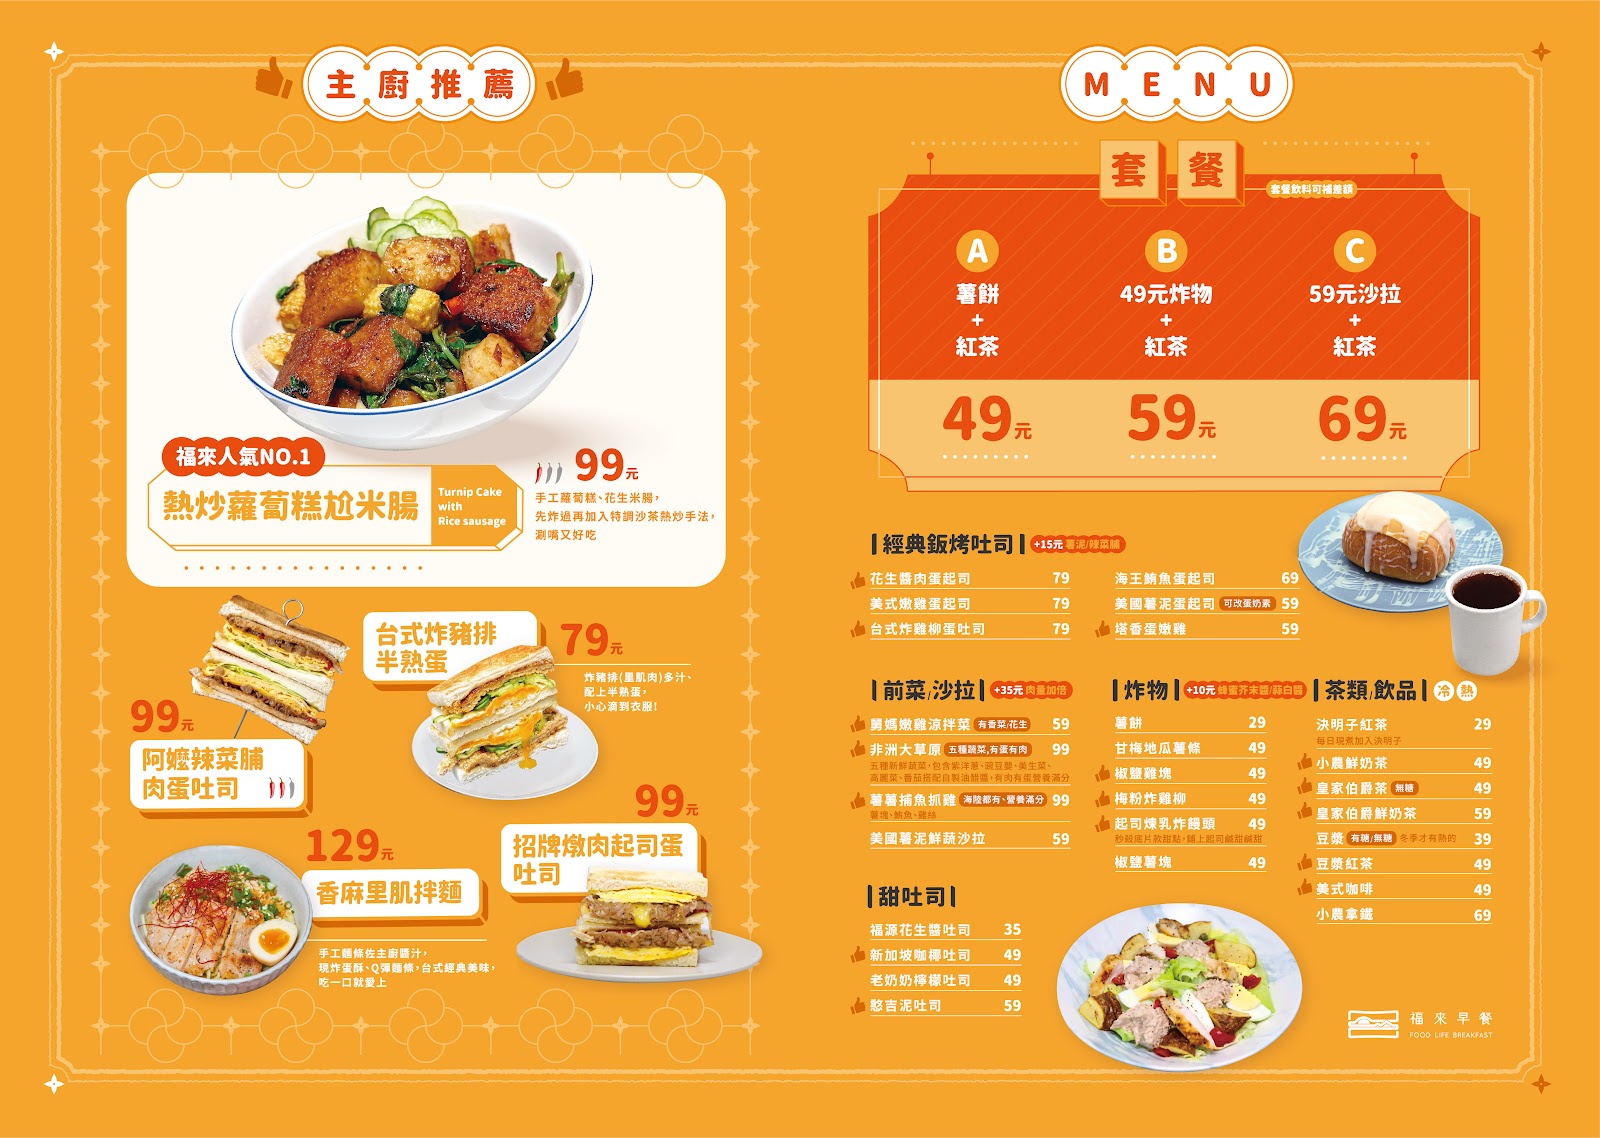 主廚推薦
福來人氣NO.1
熱炒蘿蔔糕尬米腸
Turnip Cake
with
Rice sausage
99元
手工蘿蔔糕、花生米腸，
先炸過再加入特調沙茶熱炒手法，
涮嘴又好吃
台式炸豬排
半熟蛋
79元
炸豬排(里肌肉)多汁、
配上半熟蛋，
小心滴到衣服!
99元
阿嬤辣菜脯
肉蛋吐司
99元
招牌燉肉起司蛋
吐司
129元
香麻里肌拌麵
手工麵條佐主廚醬汁，
現炸蛋酥、Q彈麵條，台式經典美味，
吃一口就愛上
MENU
套餐
套餐飲料可補差額
A
薯餅
+
紅茶
49元
B
49元炸物
+
紅茶
59元
C
59元沙拉
+
紅茶
69元
經典鈑烤吐司 +15元 薯泥/辣菜脯
花生醬肉蛋起司 79
美式嫩雞蛋起司 79
台式炸雞柳蛋吐司 79
海王鮪魚蛋起司 69
美國薯泥蛋起司 可改蛋奶素 59
塔香蛋嫩雞 59
前菜/沙拉 +35元 肉量加倍
舅媽嫩雞涼拌菜 有香菜/花生 59
非洲大草原 五種蔬菜,有蛋有肉 99
五種新鮮蔬菜，包含紫洋蔥、豌豆嬰、美生菜、
高麗菜、番茄搭配自製油醋醬，有肉有蛋營養滿分
薯薯捕魚抓雞 海陸都有、營養滿分 99
薯塊、鮪魚、雞絲
美國薯泥鮮蔬沙拉 59
甜吐司
福源花生醬吐司 35
新加坡咖椰吐司 49
老奶奶檸檬吐司 49
憨吉泥吐司 59
炸物 +10元 蜂蜜芥末醬/蒜白醬
薯餅 29
甘梅地瓜薯條 49
椒鹽雞塊 49
梅粉炸雞柳 49
起司煉乳炸饅頭 49
秒殺底片款甜點，鋪上起司鹹甜鹹甜
椒鹽薯塊 49
茶類/飲品 冷 熱
決明子紅茶 29
每日現煮加入決明子
小農鮮奶茶 49
皇家伯爵茶 無糖 49
皇家伯爵鮮奶茶 59
豆漿 有糖/無糖 冬季才有熱的 39
豆漿紅茶 49
美式咖啡 49
小農拿鐵 69
福來早餐
FOOD LIFE BREAKFAST